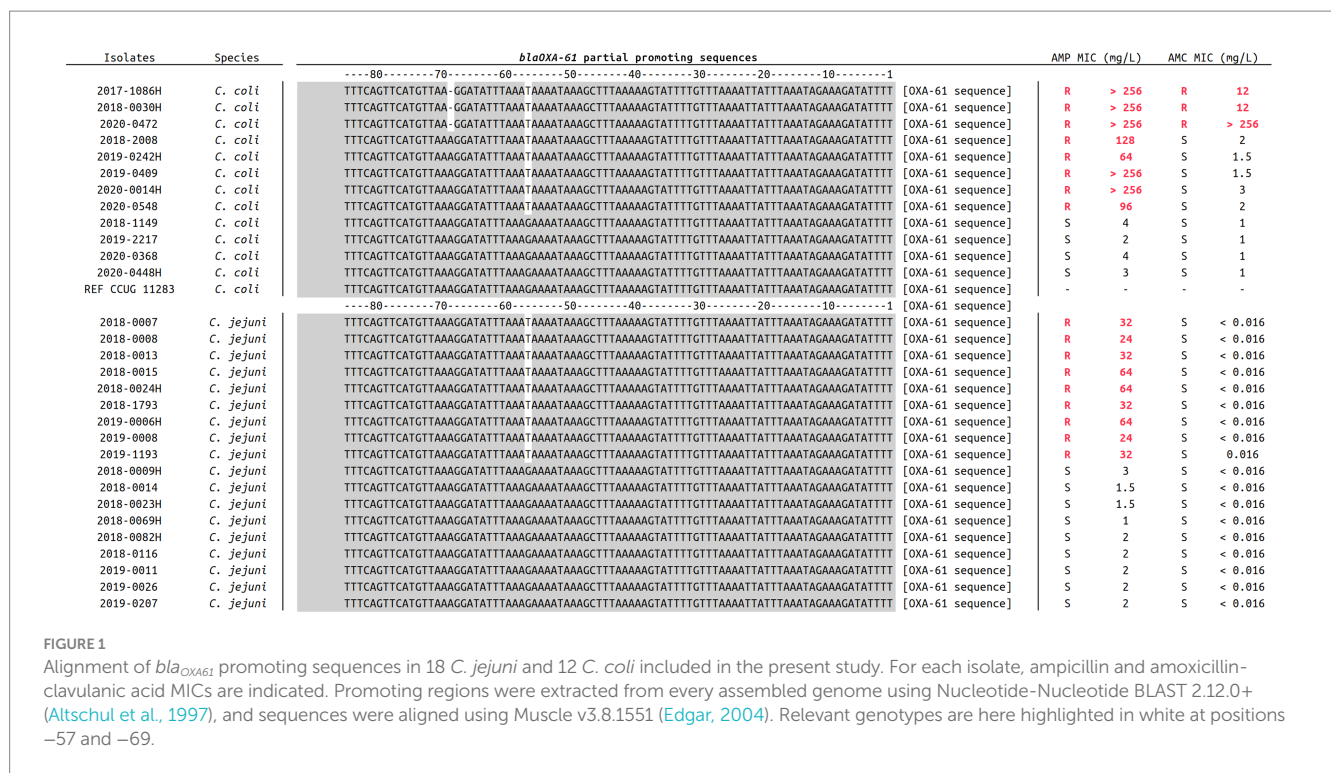 Isolates Species blaOXA-61 partial promoting sequences AMP MIC (mg/L) AMC MIC (mg/L)
----80--------70--------60--------50--------40--------30--------20--------10--------1
2017-1086H C. coli TTTCAGTTCATGTTAA-GGATATTTAAATAAAATAAAGCTTTAAAAAGTATTTTGTTTAAAATTATTTAAATAGAAAGATATTTT [OXA-61 sequence] R > 256 R 12
2018-0030H C. coli TTTCAGTTCATGTTAA-GGATATTTAAATAAAATAAAGCTTTAAAAAGTATTTTGTTTAAAATTATTTAAATAGAAAGATATTTT [OXA-61 sequence] R > 256 R 12
2020-0472 C. coli TTTCAGTTCATGTTAA-GGATATTTAAATAAAATAAAGCTTTAAAAAGTATTTTGTTTAAAATTATTTAAATAGAAAGATATTTT [OXA-61 sequence] R > 256 R > 256
2018-2008 C. coli TTTCAGTTCATGTTAAAGGATATTTAAATAAAATAAAGCTTTAAAAAGTATTTTGTTTAAAATTATTTAAATAGAAAGATATTTT [OXA-61 sequence] R 128 S 2
2019-0242H C. coli TTTCAGTTCATGTTAAAGGATATTTAAATAAAATAAAGCTTTAAAAAGTATTTTGTTTAAAATTATTTAAATAGAAAGATATTTT [OXA-61 sequence] R 64 S 1.5
2019-0409 C. coli TTTCAGTTCATGTTAAAGGATATTTAAATAAAATAAAGCTTTAAAAAGTATTTTGTTTAAAATTATTTAAATAGAAAGATATTTT [OXA-61 sequence] R > 256 S 1.5
2020-0014H C. coli TTTCAGTTCATGTTAAAGGATATTTAAATAAAATAAAGCTTTAAAAAGTATTTTGTTTAAAATTATTTAAATAGAAAGATATTTT [OXA-61 sequence] R > 256 S 3
2020-0548 C. coli TTTCAGTTCATGTTAAAGGATATTTAAATAAAATAAAGCTTTAAAAAGTATTTTGTTTAAAATTATTTAAATAGAAAGATATTTT [OXA-61 sequence] R 96 S 2
2018-1149 C. coli TTTCAGTTCATGTTAAAGGATATTTAAAGAAAATAAAGCTTTAAAAAGTATTTTGTTTAAAATTATTTAAATAGAAAGATATTTT [OXA-61 sequence] S 4 S 1
2019-2217 C. coli TTTCAGTTCATGTTAAAGGATATTTAAAGAAAATAAAGCTTTAAAAAGTATTTTGTTTAAAATTATTTAAATAGAAAGATATTTT [OXA-61 sequence] S 2 S 1
2020-0368 C. coli TTTCAGTTCATGTTAAAGGATATTTAAAGAAAATAAAGCTTTAAAAAGTATTTTGTTTAAAATTATTTAAATAGAAAGATATTTT [OXA-61 sequence] S 4 S 1
2020-0448H C. coli TTTCAGTTCATGTTAAAGGATATTTAAAGAAAATAAAGCTTTAAAAAGTATTTTGTTTAAAATTATTTAAATAGAAAGATATTTT [OXA-61 sequence] S 3 S 1
REF CCUG 11283 C. coli TTTCAGTTCATGTTAAAGGATATTTAAAGAAAATAAAGCTTTAAAAAGTATTTTGTTTAAAATTATTTAAATAGAAAGATATTTT [OXA-61 sequence] - - - -
----80--------70--------60--------50--------40--------30--------20--------10--------1 [OXA-61 sequence]
2018-0007 C. jejuni TTTCAGTTCATGTTAAAGGATATTTAAATAAAATAAAGCTTTAAAAAGTATTTTGTTTAAAATTATTTAAATAGAAAGATATTTT [OXA-61 sequence] R 32 S < 0.016
2018-0008 C. jejuni TTTCAGTTCATGTTAAAGGATATTTAAATAAAATAAAGCTTTAAAAAGTATTTTGTTTAAAATTATTTAAATAGAAAGATATTTT [OXA-61 sequence] R 24 S < 0.016
2018-0013 C. jejuni TTTCAGTTCATGTTAAAGGATATTTAAATAAAATAAAGCTTTAAAAAGTATTTTGTTTAAAATTATTTAAATAGAAAGATATTTT [OXA-61 sequence] R 32 S < 0.016
2018-0015 C. jejuni TTTCAGTTCATGTTAAAGGATATTTAAATAAAATAAAGCTTTAAAAAGTATTTTGTTTAAAATTATTTAAATAGAAAGATATTTT [OXA-61 sequence] R 64 S < 0.016
2018-0024H C. jejuni TTTCAGTTCATGTTAAAGGATATTTAAATAAAATAAAGCTTTAAAAAGTATTTTGTTTAAAATTATTTAAATAGAAAGATATTTT [OXA-61 sequence] R 64 S < 0.016
2018-1793 C. jejuni TTTCAGTTCATGTTAAAGGATATTTAAATAAAATAAAGCTTTAAAAAGTATTTTGTTTAAAATTATTTAAATAGAAAGATATTTT [OXA-61 sequence] R 32 S < 0.016
2019-0006H C. jejuni TTTCAGTTCATGTTAAAGGATATTTAAATAAAATAAAGCTTTAAAAAGTATTTTGTTTAAAATTATTTAAATAGAAAGATATTTT [OXA-61 sequence] R 64 S < 0.016
2019-0008 C. jejuni TTTCAGTTCATGTTAAAGGATATTTAAATAAAATAAAGCTTTAAAAAGTATTTTGTTTAAAATTATTTAAATAGAAAGATATTTT [OXA-61 sequence] R 24 S < 0.016
2019-1193 C. jejuni TTTCAGTTCATGTTAAAGGATATTTAAATAAAATAAAGCTTTAAAAAGTATTTTGTTTAAAATTATTTAAATAGAAAGATATTTT [OXA-61 sequence] R 32 S 0.016
2018-0009H C. jejuni TTTCAGTTCATGTTAAAGGATATTTAAAGAAAATAAAGCTTTAAAAAGTATTTTGTTTAAAATTATTTAAATAGAAAGATATTTT [OXA-61 sequence] S 3 S < 0.016
2018-0014 C. jejuni TTTCAGTTCATGTTAAAGGATATTTAAAGAAAATAAAGCTTTAAAAAGTATTTTGTTTAAAATTATTTAAATAGAAAGATATTTT [OXA-61 sequence] S 1.5 S < 0.016
2018-0023H C. jejuni TTTCAGTTCATGTTAAAGGATATTTAAAGAAAATAAAGCTTTAAAAAGTATTTTGTTTAAAATTATTTAAATAGAAAGATATTTT [OXA-61 sequence] S 1.5 S < 0.016
2018-0069H C. jejuni TTTCAGTTCATGTTAAAGGATATTTAAAGAAAATAAAGCTTTAAAAAGTATTTTGTTTAAAATTATTTAAATAGAAAGATATTTT [OXA-61 sequence] S 1 S < 0.016
2018-0082H C. jejuni TTTCAGTTCATGTTAAAGGATATTTAAAGAAAATAAAGCTTTAAAAAGTATTTTGTTTAAAATTATTTAAATAGAAAGATATTTT [OXA-61 sequence] S 2 S < 0.016
2018-0116 C. jejuni TTTCAGTTCATGTTAAAGGATATTTAAAGAAAATAAAGCTTTAAAAAGTATTTTGTTTAAAATTATTTAAATAGAAAGATATTTT [OXA-61 sequence] S 2 S < 0.016
2019-0011 C. jejuni TTTCAGTTCATGTTAAAGGATATTTAAAGAAAATAAAGCTTTAAAAAGTATTTTGTTTAAAATTATTTAAATAGAAAGATATTTT [OXA-61 sequence] S 2 S < 0.016
2019-0026 C. jejuni TTTCAGTTCATGTTAAAGGATATTTAAAGAAAATAAAGCTTTAAAAAGTATTTTGTTTAAAATTATTTAAATAGAAAGATATTTT [OXA-61 sequence] S 2 S < 0.016
2019-0207 C. jejuni TTTCAGTTCATGTTAAAGGATATTTAAAGAAAATAAAGCTTTAAAAAGTATTTTGTTTAAAATTATTTAAATAGAAAGATATTTT [OXA-61 sequence] S 2 S < 0.016
FIGURE 1
Alignment of blaOXA61 promoting sequences in 18 C. jejuni and 12 C. coli included in the present study. For each isolate, ampicillin and amoxicillin-
clavulanic acid MICs are indicated. Promoting regions were extracted from every assembled genome using Nucleotide-Nucleotide BLAST 2.12.0+
(Altschul et al., 1997), and sequences were aligned using Muscle v3.8.1551 (Edgar, 2004). Relevant genotypes are here highlighted in white at positions
−57 and −69.